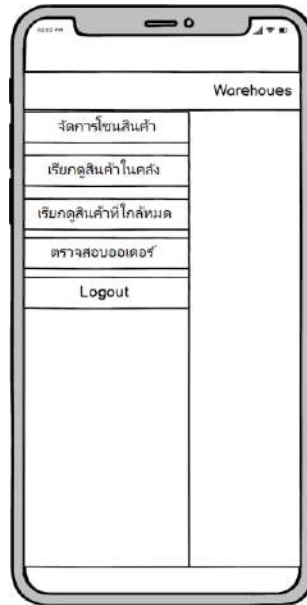 02:02 PM
Warehoues
จัดการโซนสินค้า
เรียกดูสินค้าในคลัง
เรียกดูสินค้าที่ใกล้หมด
ตรวจสอบออเดอร์
Logout